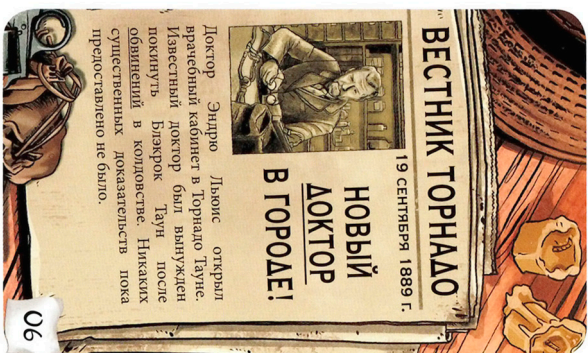 ВЕСТНИК ТОРНАДО
19 СЕНТЯБРЯ 1889 Г.
НОВЫЙ
ДОКТОР
В ГОРОДЕ!
Доктор Эндрю Льюис открыл
врачебный кабинет в Торнадо Тауне.
Известный доктор был вынужден
покинуть Блэкрок Таун после
обвинений в колдовстве. Никаких
существенных доказательств пока
предоставлено не было.
06